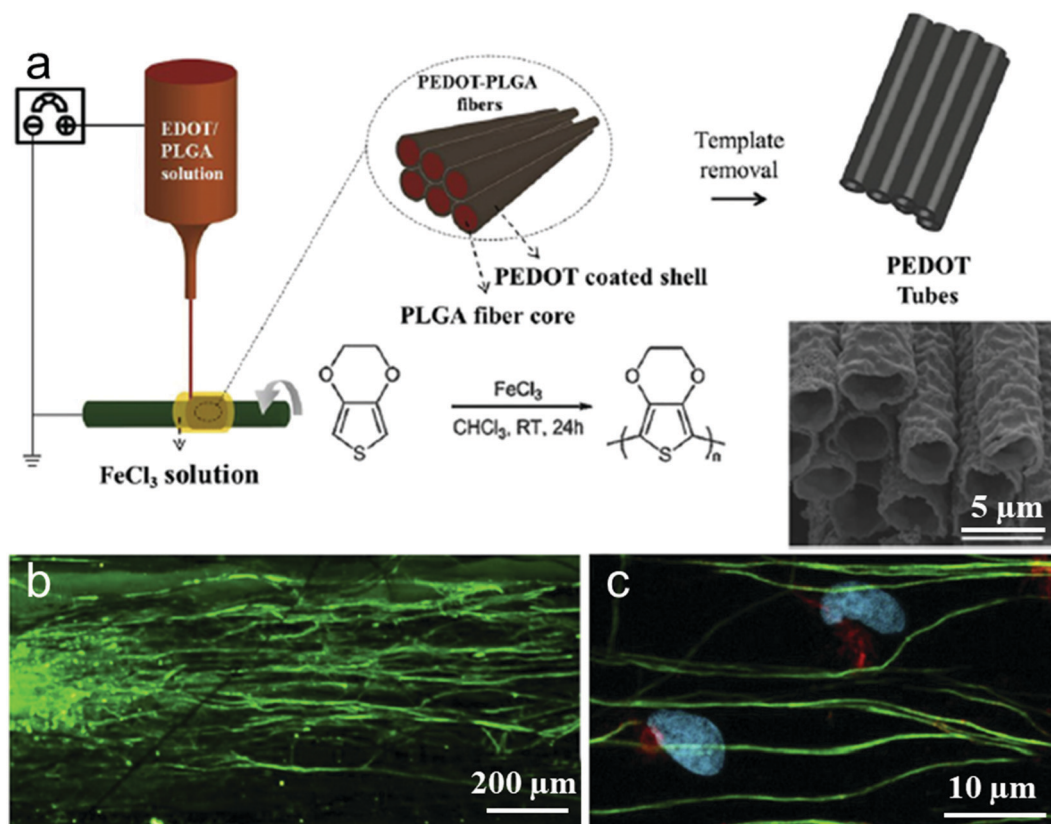 a
EDOT/
PLGA
solution
PEDOT-PLGA
fibers
Template
removal
PEDOT coated shell
PLGA fiber core
PEDOT
Tubes
FeCl₃ solution
O
O
S
FeCl₃
CHCl₃, RT, 24h
O
O
S
n
5 µm
b
200 µm
c
10 µm